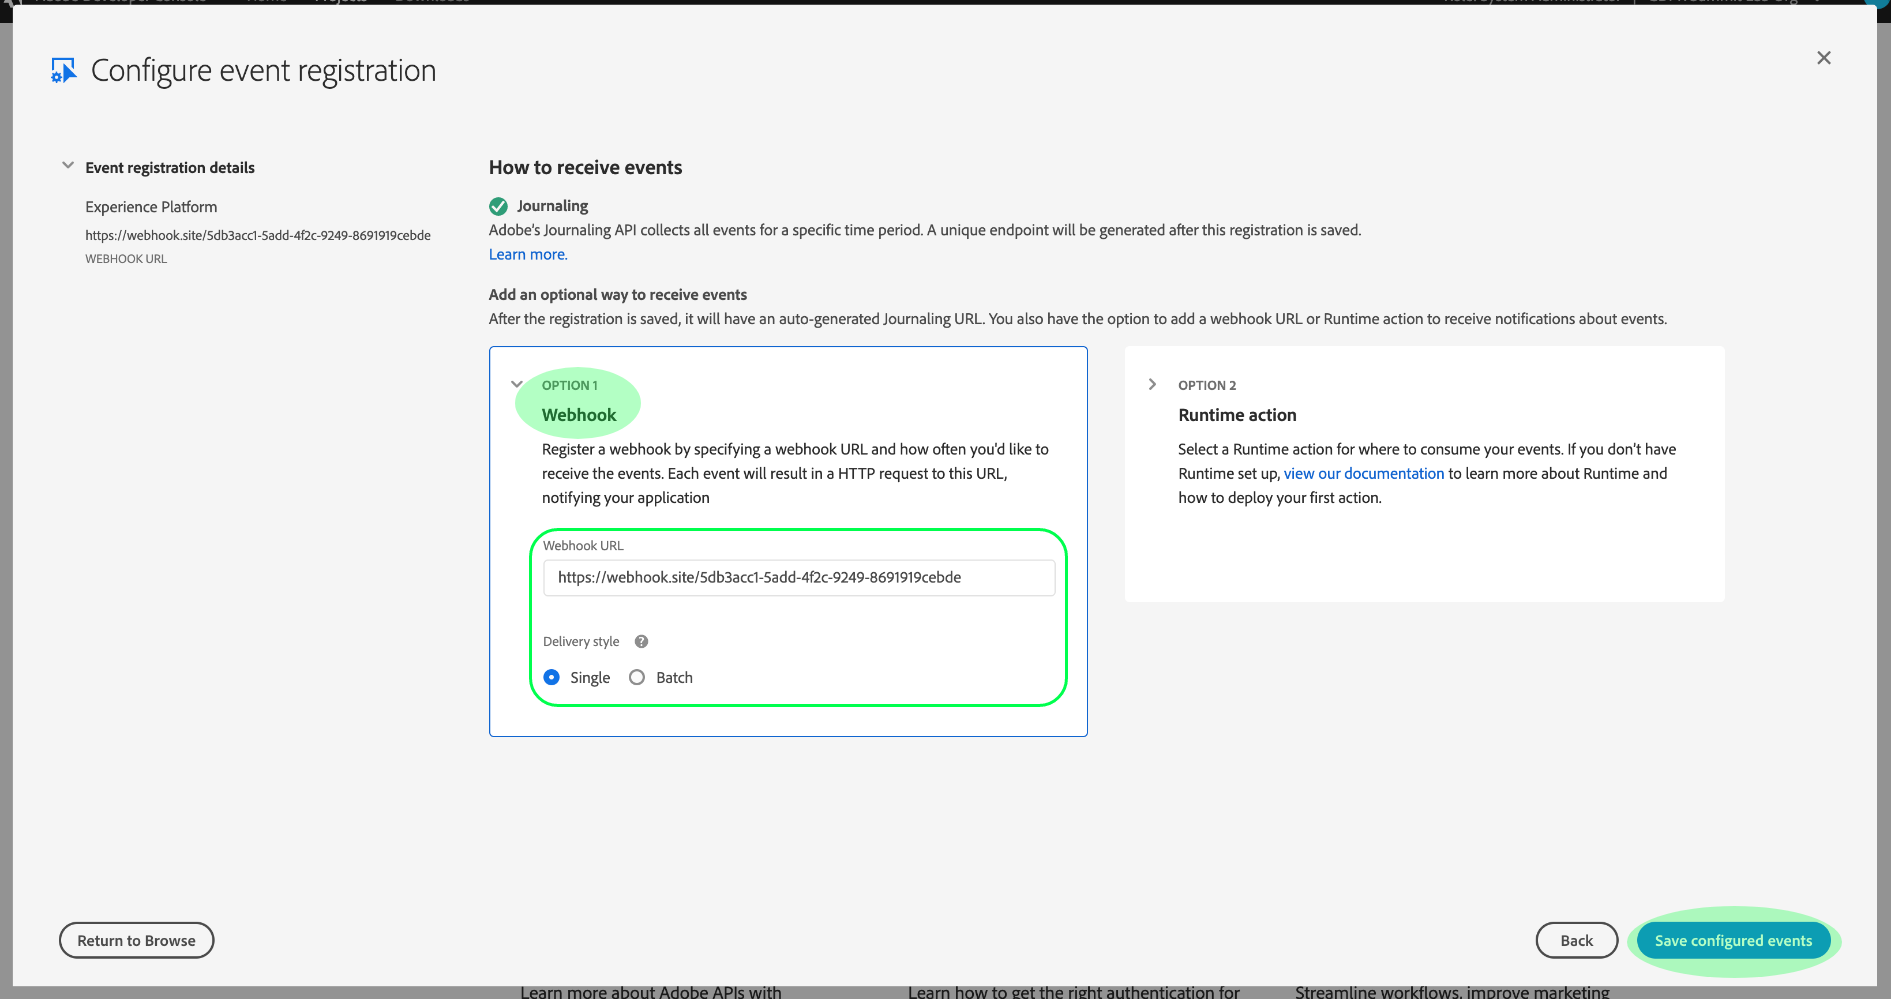 Configure event registration
Event registration details
Experience Platform
https://webhook.site/5db3acc1-5add-4f2c-9249-8691919cebde
WEBHOOK URL
How to receive events
Journaling
Adobe's Journaling API collects all events for a specific time period. A unique endpoint will be generated after this registration is saved.
Learn more.
Add an optional way to receive events
After the registration is saved, it will have an auto-generated Journaling URL. You also have the option to add a webhook URL or Runtime action to receive notifications about events.
OPTION 1
Webhook
Register a webhook by specifying a webhook URL and how often you'd like to
receive the events. Each event will result in a HTTP request to this URL,
notifying your application
Webhook URL
https://webhook.site/5db3acc1-5add-4f2c-9249-8691919cebde
Delivery style ?
Single Batch
OPTION 2
Runtime action
Select a Runtime action for where to consume your events. If you don't have
Runtime set up, view our documentation to learn more about Runtime and
how to deploy your first action.
Return to Browse
Back
Save configured events
Learn more about Adobe APIs with
Learn how to get the right authentication for
Streamline workflows, improve marketing